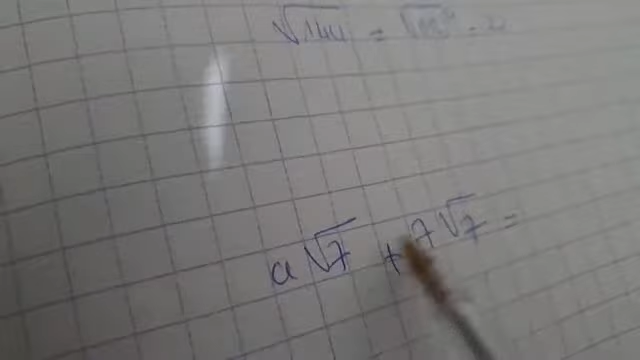 √144 =
a√7 + 7√7 =